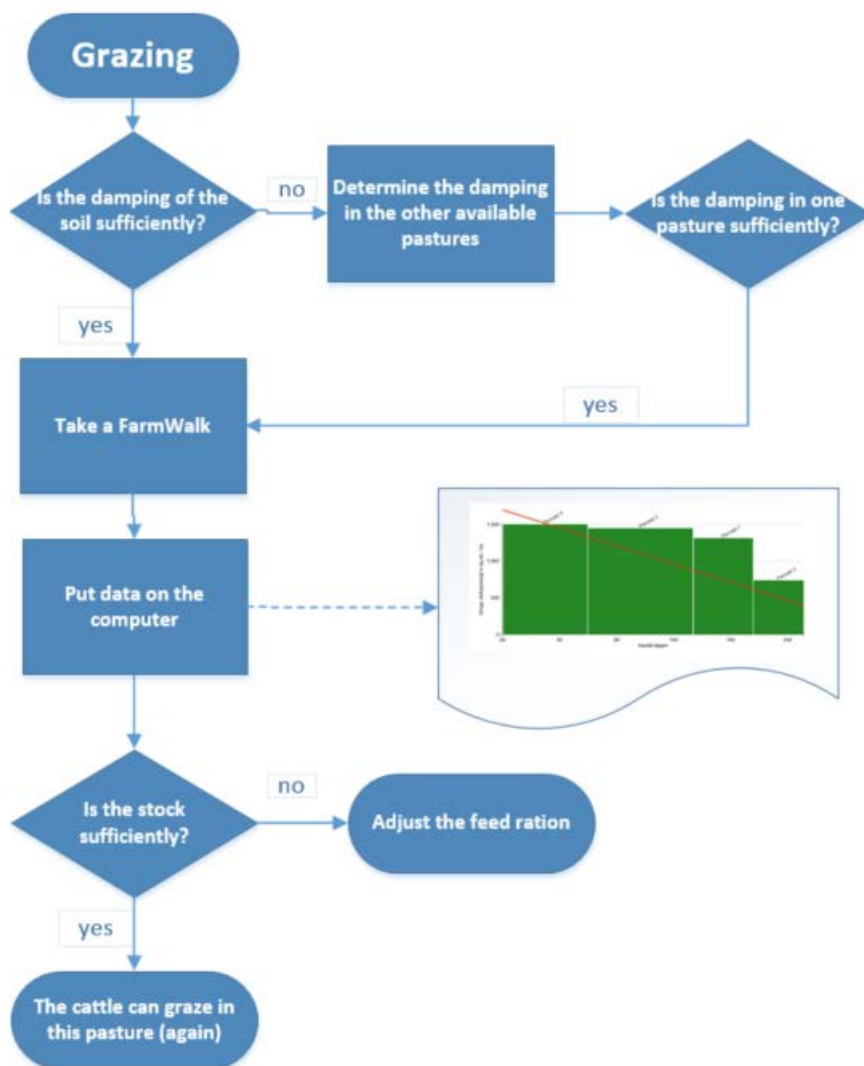 Grazing
Is the damping of the
soil sufficiently?
no
Determine the damping
in the other available
pastures
Is the damping in one
pasture sufficiently?
yes
Take a FarmWalk
yes
Put data on the
computer
Is the stock
sufficiently?
no
Adjust the feed ration
yes
The cattle can graze in
this pasture (again)